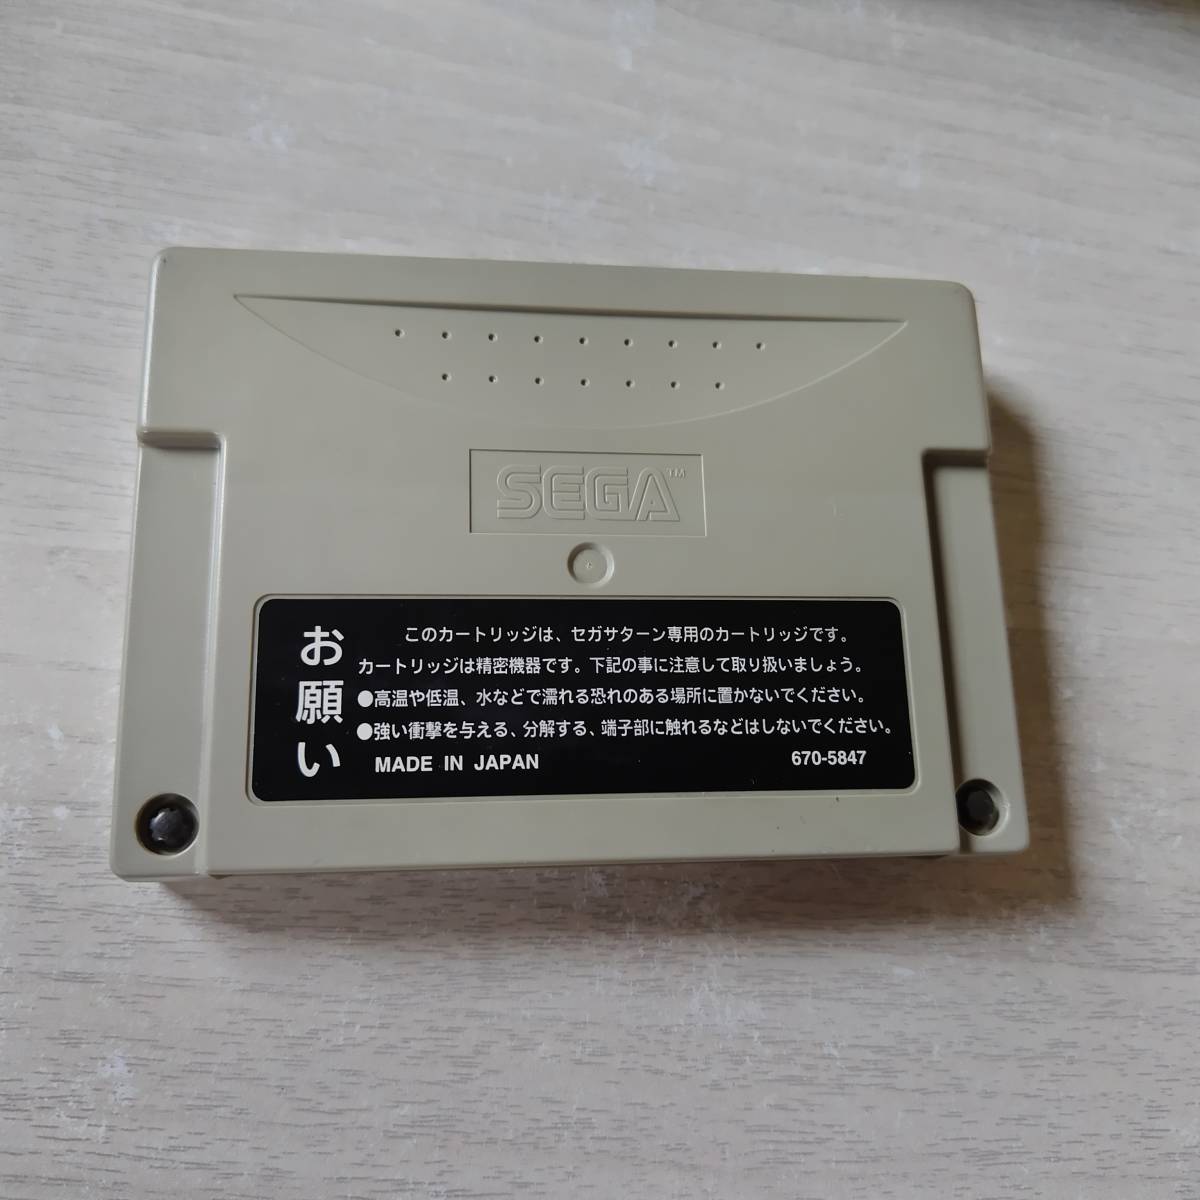 SEGA™
お願い
このカートリッジは、セガサターン専用のカートリッジです。
カートリッジは精密機器です。下記の事に注意して取り扱いましょう。
●高温や低温、水などで濡れる恐れのある場所に置かないでください。
●強い衝撃を与える、分解する、端子部に触れるなどはしないでください。
MADE IN JAPAN 670-5847